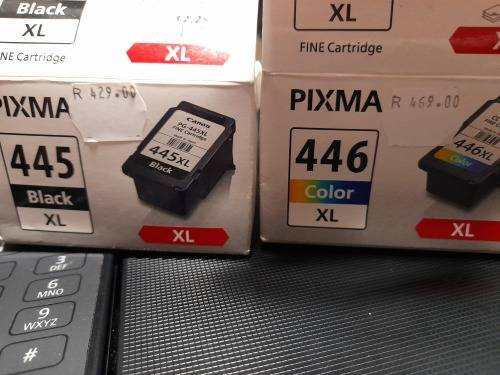 Black
XL
FINE Cartridge
XL
PIXMA
R 429.00
445
Black
XL
Canon
PG-445XL
FINE Cartridge
445XL
Black
XL
XL
FINE Cartridge
PIXMA
R 469.00
446
Color
XL
446XL
Color
XL
3
DEF
6
MNO
9
WXYZ
#